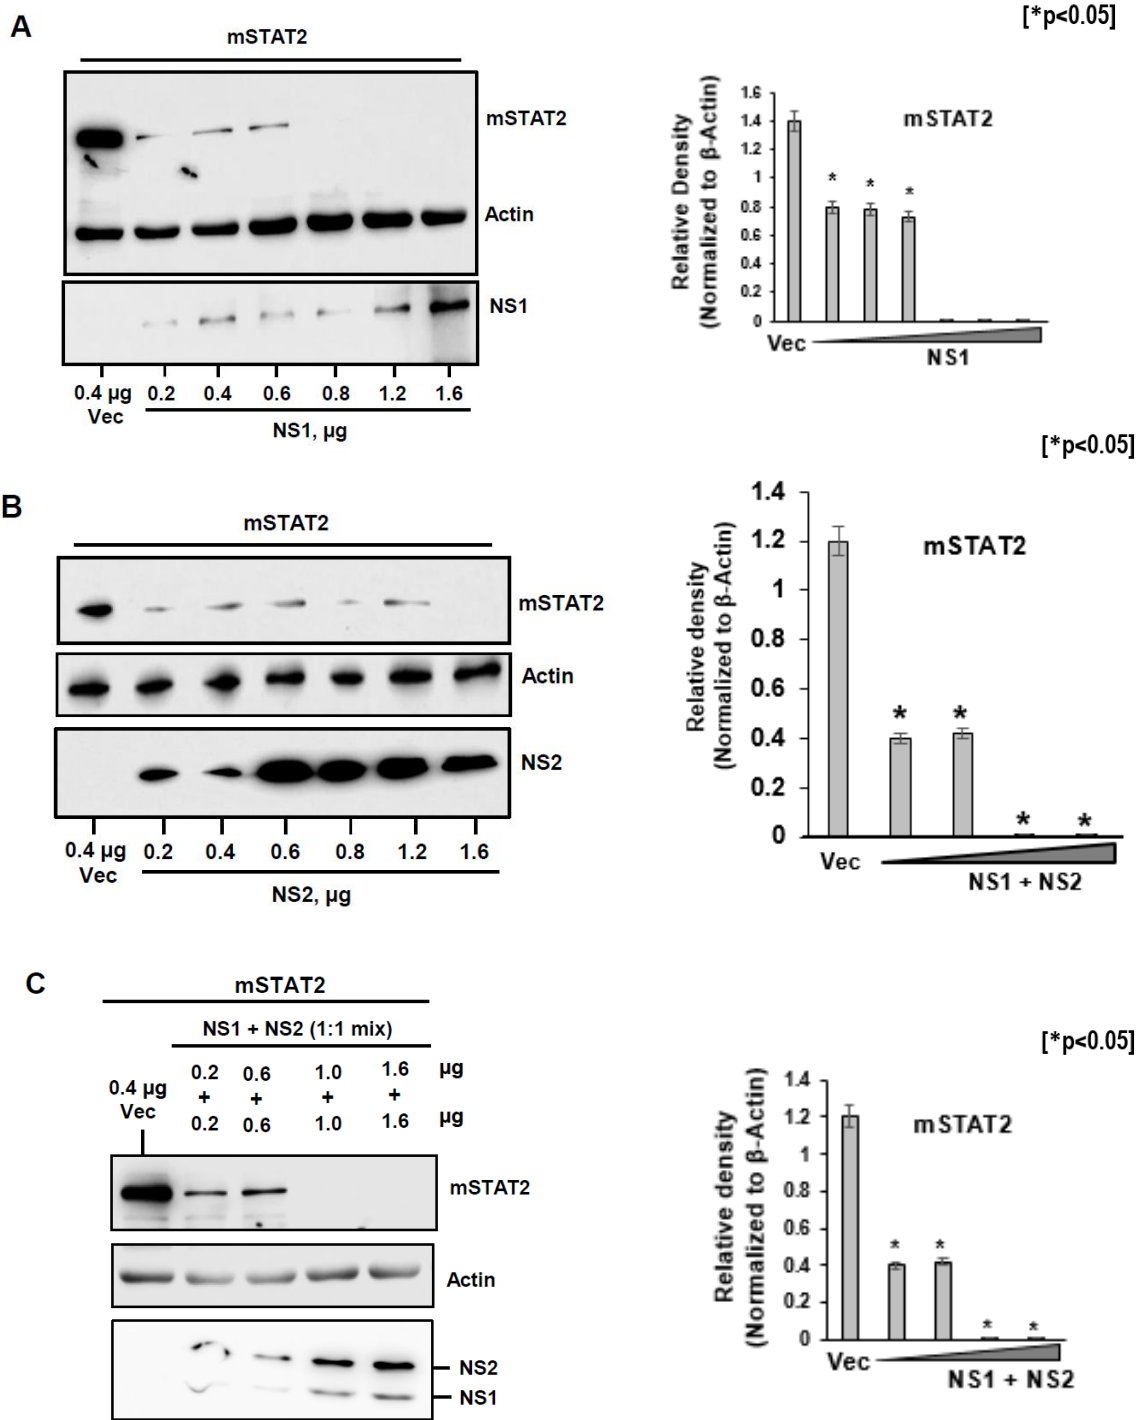 A
mSTAT2
mSTAT2
Actin
NS1
0.4 µg 0.2 0.4 0.6 0.8 1.2 1.6
Vec
NS1, µg
[*p<0.05]
Relative Density
(Normalized to β-Actin)
1.6
1.4
1.2
1
0.8
0.6
0.4
0.2
0
mSTAT2
* * *
Vec
NS1
B
mSTAT2
mSTAT2
Actin
NS2
0.4 µg 0.2 0.4 0.6 0.8 1.2 1.6
Vec
NS2, µg
[*p<0.05]
Relative density
(Normalized to β-Actin)
1.4
1.2
1
0.8
0.6
0.4
0.2
0
mSTAT2
* * * *
Vec
NS1 + NS2
C
mSTAT2
NS1 + NS2 (1:1 mix)
0.4 µg
Vec
0.2 0.6 1.0 1.6 µg
+ + + +
0.2 0.6 1.0 1.6 µg
mSTAT2
Actin
NS2
NS1
[*p<0.05]
Relative density
(Normalized to β-Actin)
1.4
1.2
1
0.8
0.6
0.4
0.2
0
mSTAT2
* * * *
Vec
NS1 + NS2